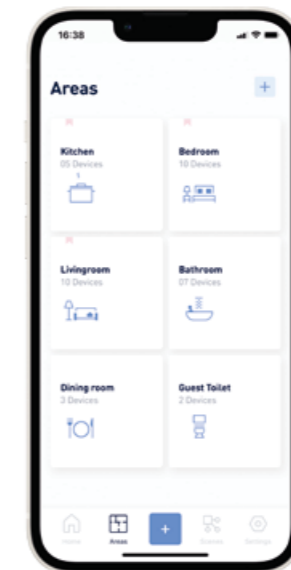 16:38
Areas
+
Kitchen
05 Devices
Bedroom
10 Devices
Livingroom
10 Devices
Bathroom
07 Devices
Dining room
3 Devices
Guest Toilet
2 Devices
+
Home
Areas
Scenes
Settings